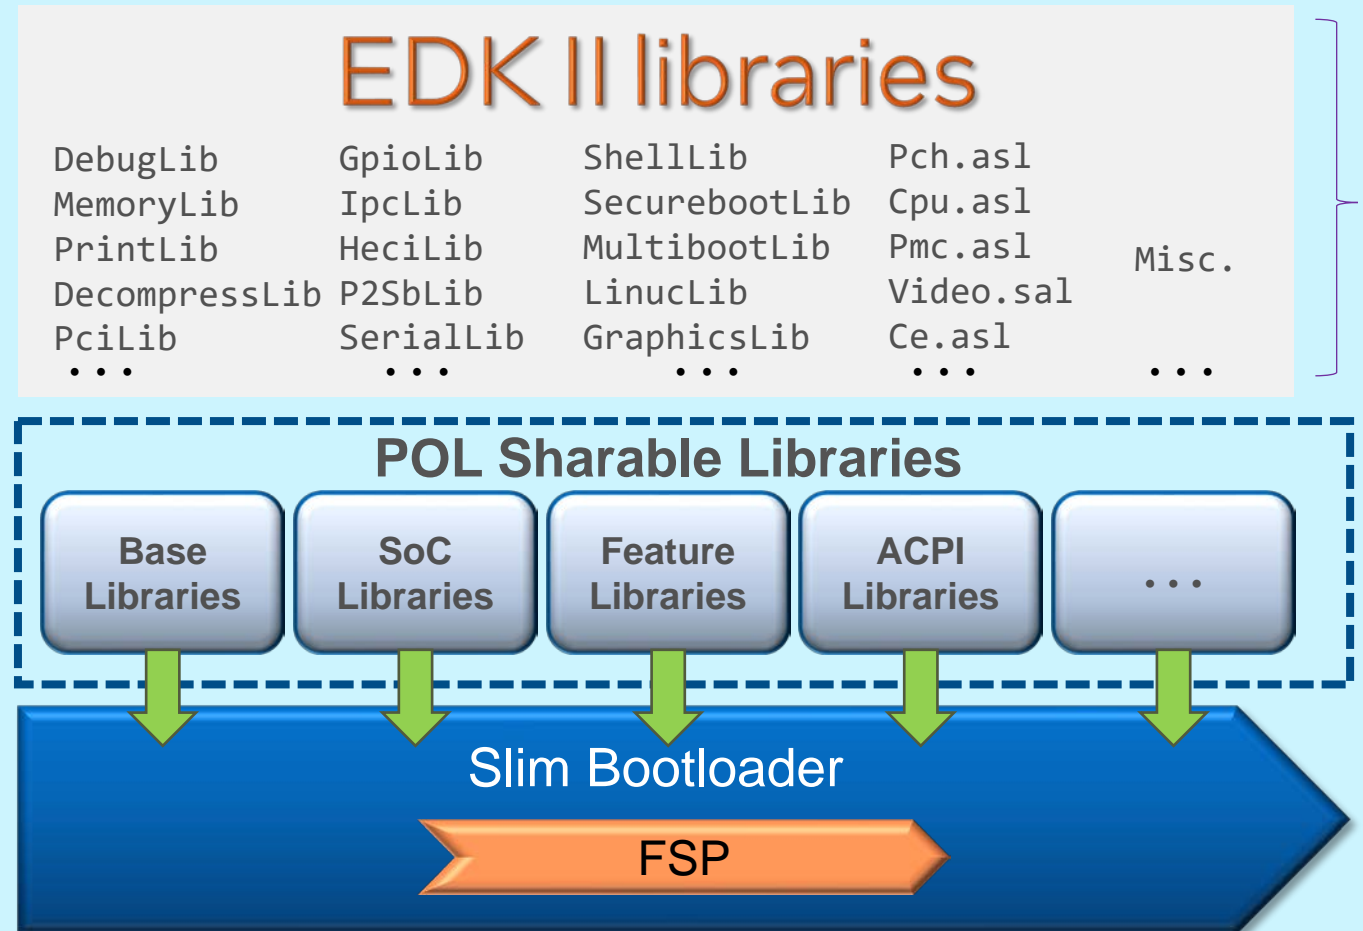 EDK II libraries
DebugLib GpioLib ShellLib Pch.asl
MemoryLib IpcLib SecurebootLib Cpu.asl
PrintLib HeciLib MultibootLib Pmc.asl Misc.
DecompressLib P2SbLib LinucLib Video.sal
PciLib SerialLib GraphicsLib Ce.asl
... ... ... ... ...
POL Sharable Libraries
Base SoC Feature ACPI
Libraries Libraries Libraries Libraries ...
Slim Bootloader
FSP